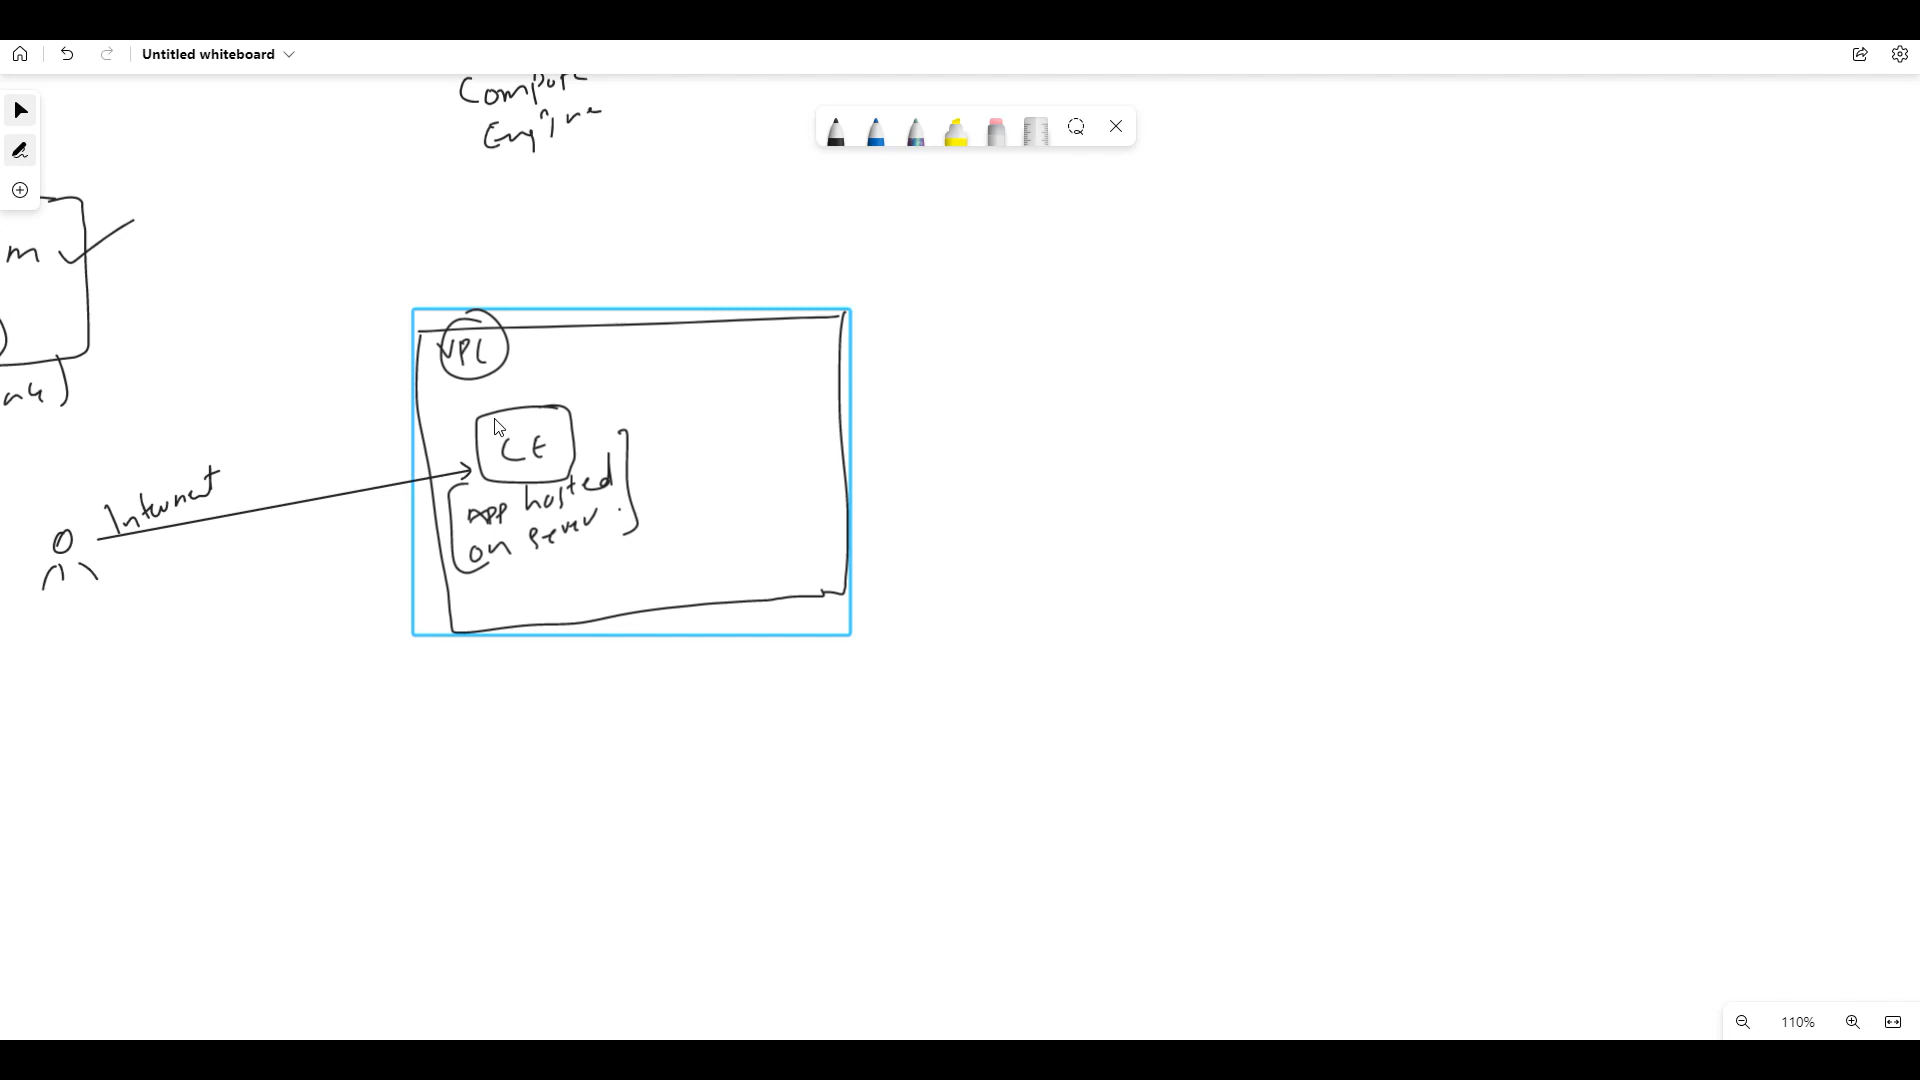 Untitled whiteboard
Compute
Engine
m
VPC
CE
App hosted
on server.
Internet
110%